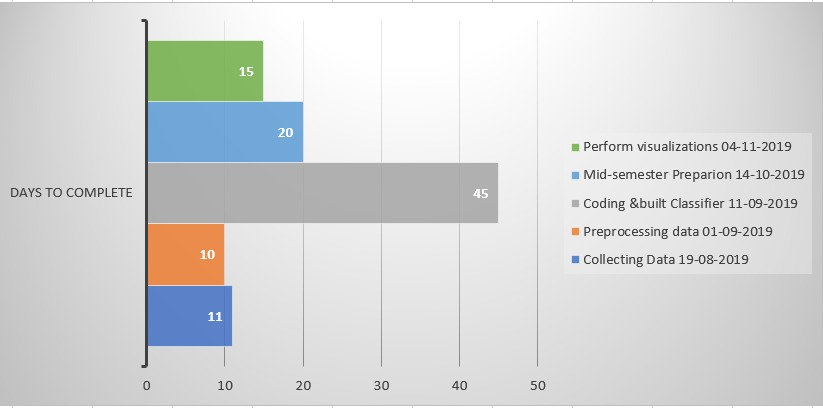 15
20
DAYS TO COMPLETE
45
10
11
0 10 20 30 40 50
Perform visualizations 04-11-2019
Mid-semester Preparion 14-10-2019
Coding &built Classifier 11-09-2019
Preprocessing data 01-09-2019
Collecting Data 19-08-2019